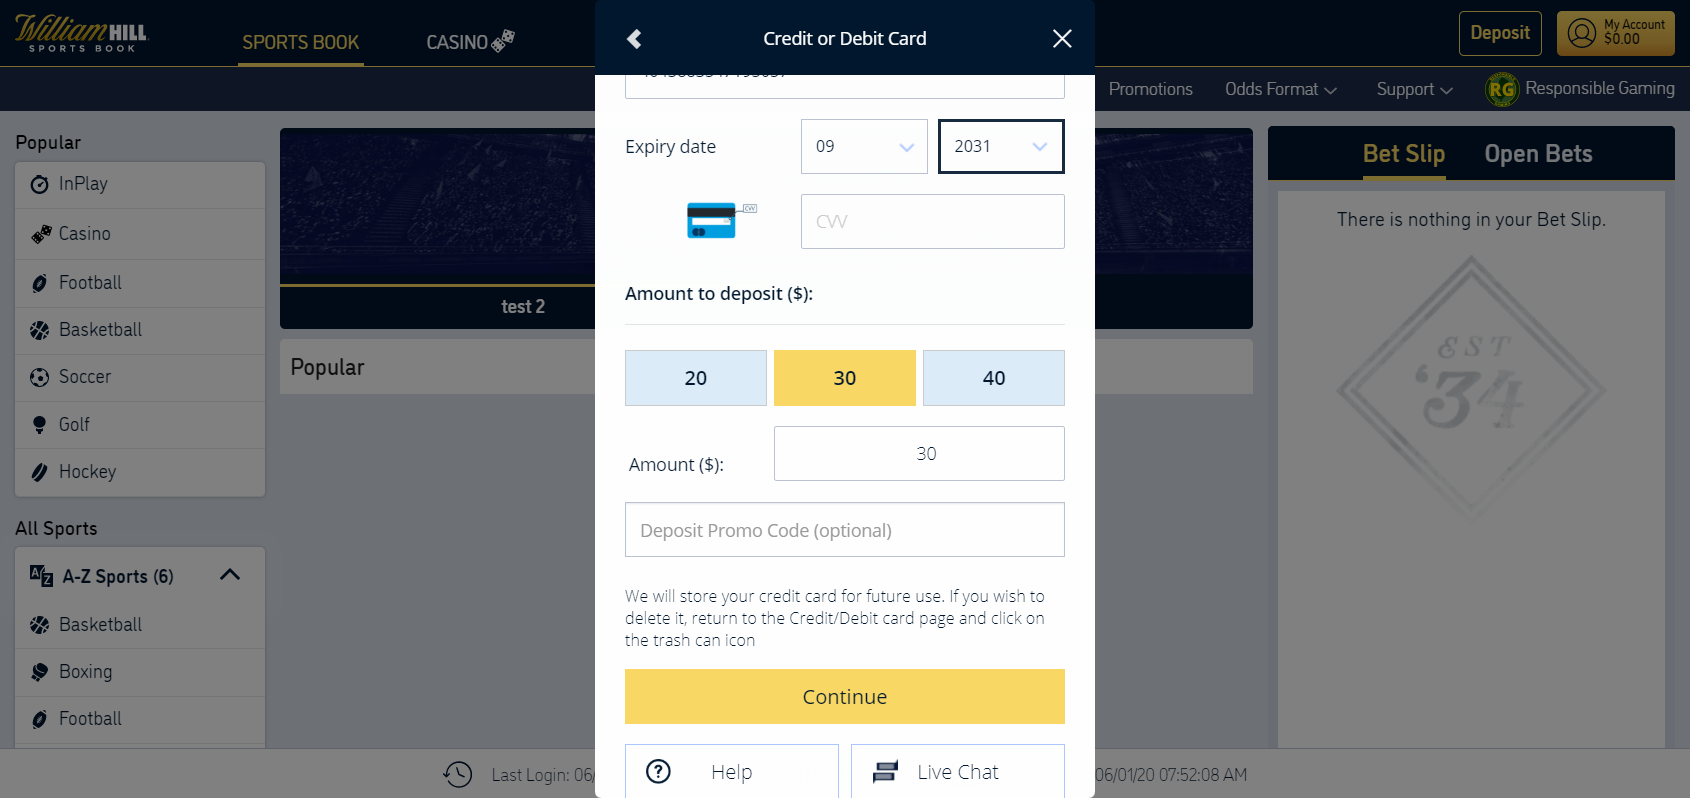 William HILL
SPORTS BOOK
SPORTS BOOK
CASINO
Deposit
My Account
$0.00
Promotions
Odds Format
Support
RG
Responsible Gaming
Popular
InPlay
Casino
Football
Basketball
Soccer
Golf
Hockey
All Sports
A-Z Sports (6)
Basketball
Boxing
Football
test 2
Popular
Credit or Debit Card
Expiry date
09
2031
CVV
CVV
Amount to deposit ($):
20
30
40
Amount ($):
30
Deposit Promo Code (optional)
We will store your credit card for future use. If you wish to
delete it, return to the Credit/Debit card page and click on
the trash can icon
Continue
Help
Live Chat
Bet Slip
Open Bets
There is nothing in your Bet Slip.
EST
'34
Last Login: 06/
06/01/20 07:52:08 AM